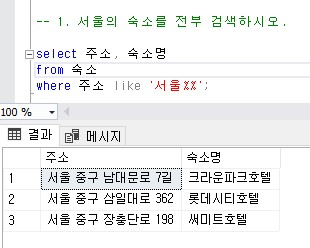 -- 1. 서울의 숙소를 전부 검색하시오.
select 주소, 숙소명
from 숙소
where 주소 like '서울%%';
100 %
결과 메시지
주소 숙소명
1 서울 중구 남대문로 7길 크라운파크호텔
2 서울 중구 삼일대로 362 롯데시티호텔
3 서울 중구 장충단로 198 써미트호텔